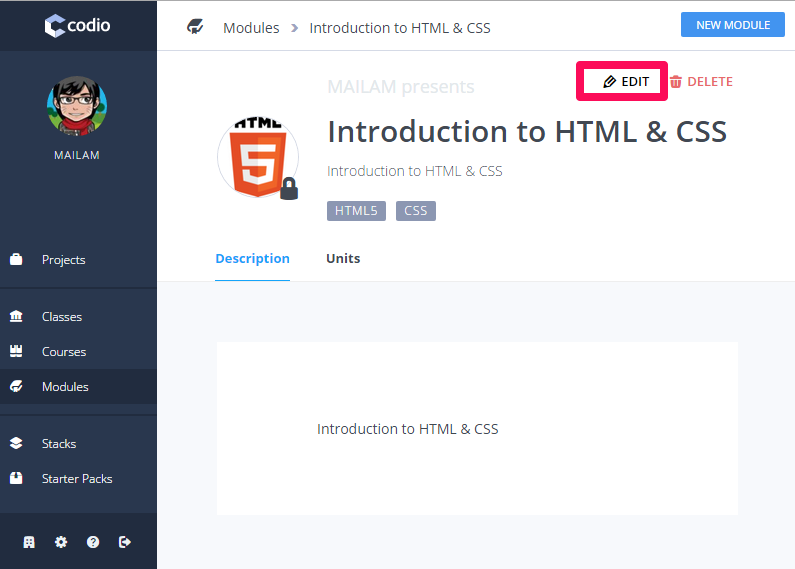 codio
Modules > Introduction to HTML & CSS
NEW MODULE
MAILAM
Projects
Classes
Courses
Modules
Stacks
Starter Packs
MAILAM presents
EDIT
DELETE
HTML
5
Introduction to HTML & CSS
Introduction to HTML & CSS
HTML5 CSS
Description Units
Introduction to HTML & CSS